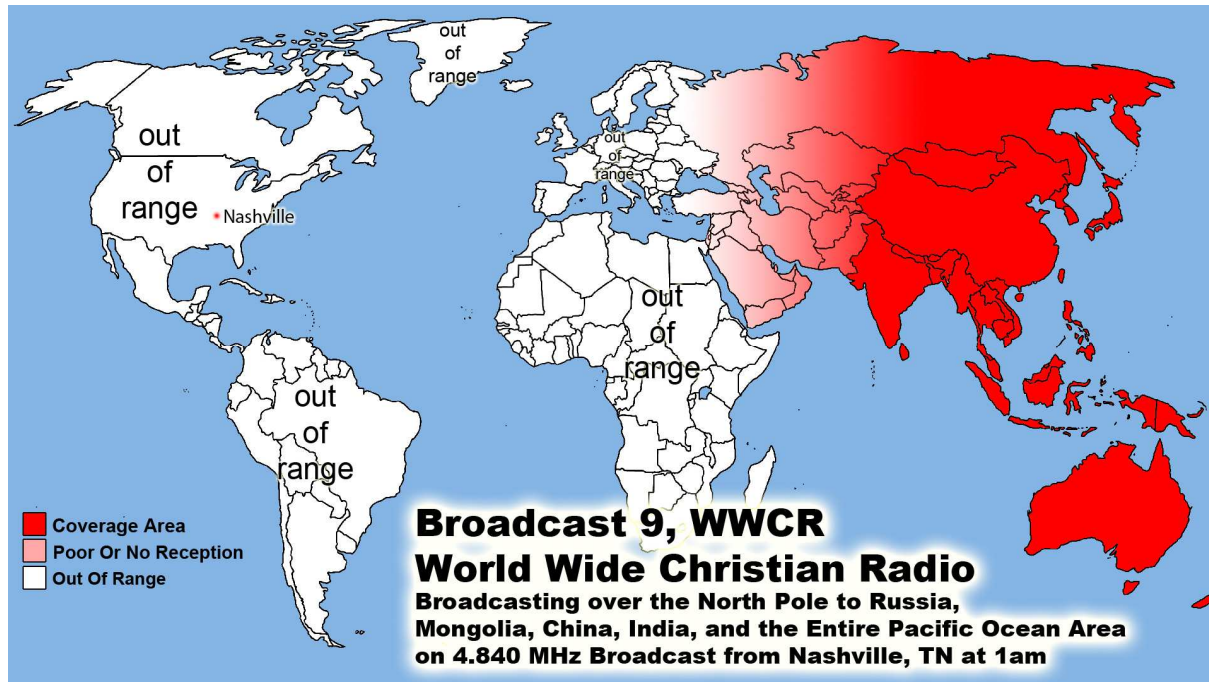 out
of
range
out
of
range
Nashville
out
of
range
out
of
range
out
of
range
Coverage Area
Poor Or No Reception
Out Of Range
Broadcast 9, WWCR
World Wide Christian Radio
Broadcasting over the North Pole to Russia,
Mongolia, China, India, and the Entire Pacific Ocean Area
on 4.840 MHz Broadcast from Nashville, TN at 1am